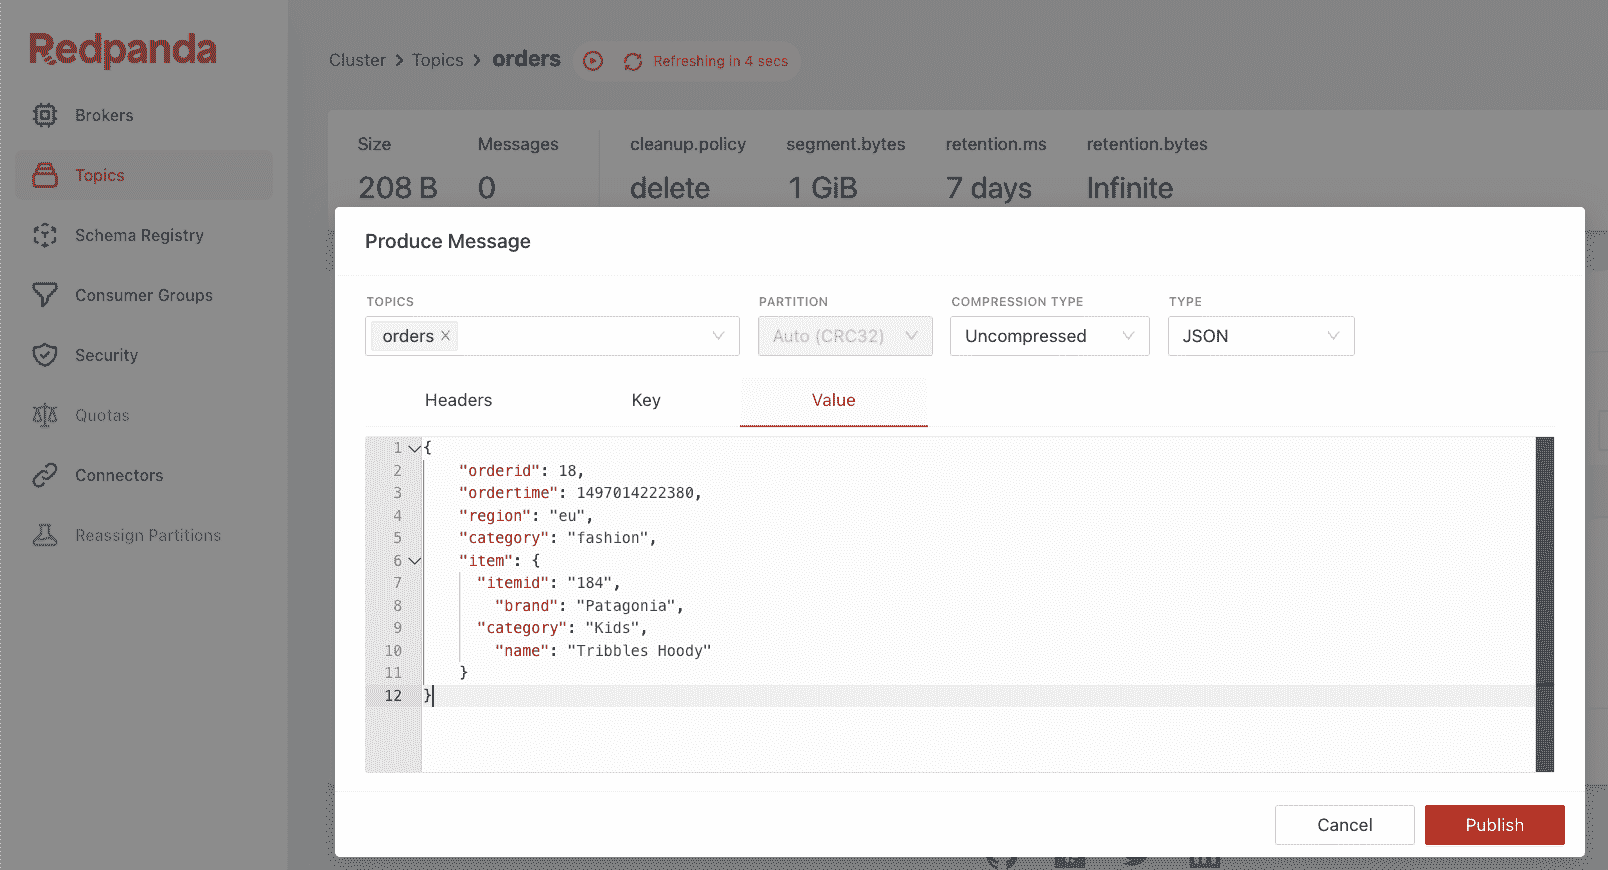 Redpanda
Brokers
Topics
Schema Registry
Consumer Groups
Security
Quotas
Connectors
Reassign Partitions
Cluster > Topics > orders Refreshing in 4 secs
Size Messages cleanup.policy segment.bytes retention.ms retention.bytes
208 B 0 delete 1 GiB 7 days Infinite
Produce Message
TOPICS PARTITION COMPRESSION TYPE TYPE
orders × Auto (CRC32) Uncompressed JSON
Headers Key Value
1 {
2 "orderid": 18,
3 "ordertime": 1497014222380,
4 "region": "eu",
5 "category": "fashion",
6 "item": {
7 "itemid": "184",
8 "brand": "Patagonia",
9 "category": "Kids",
10 "name": "Tribbles Hoody"
11 }
12 }
Cancel Publish